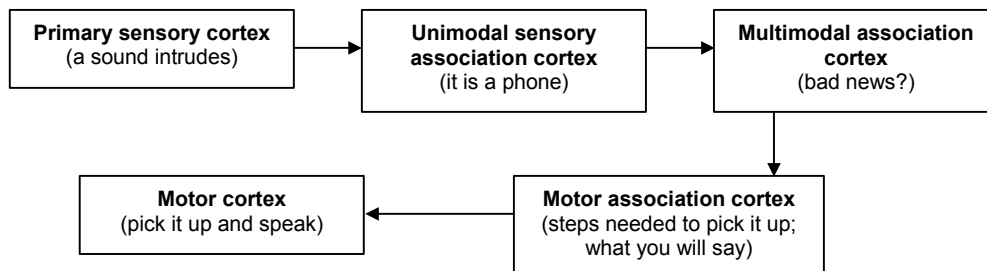 Primary sensory cortex
(a sound intrudes)
Unimodal sensory
association cortex
(it is a phone)
Multimodal association
cortex
(bad news?)
Motor cortex
(pick it up and speak)
Motor association cortex
(steps needed to pick it up;
what you will say)